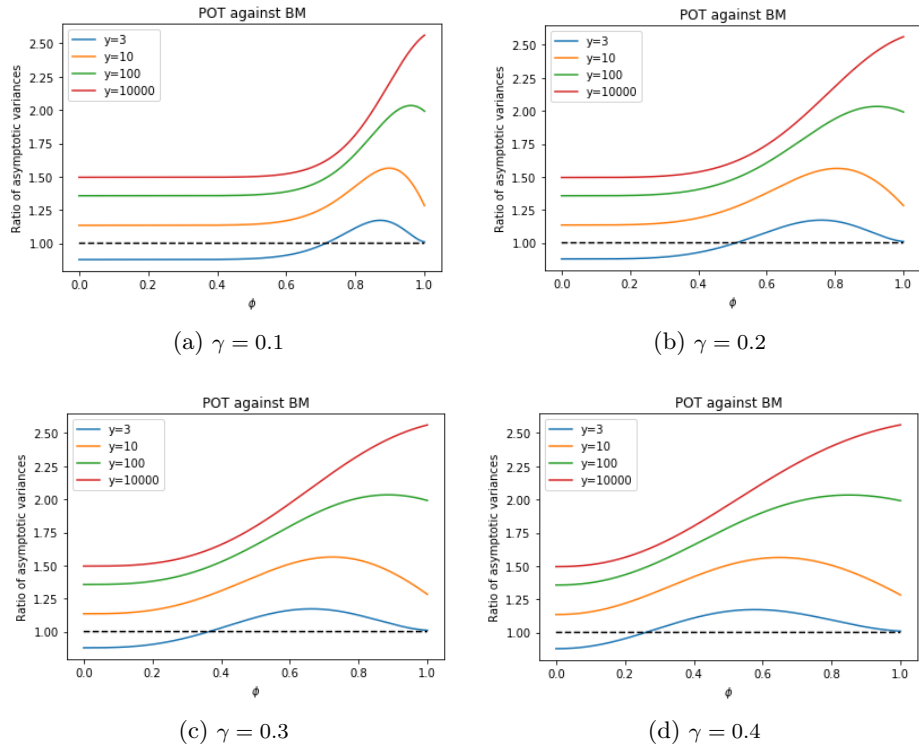 POT against BM
Ratio of asymptotic variances
2.50
2.25
2.00
1.75
1.50
1.25
1.00
y=3
y=10
y=100
y=10000
0.0 0.2 0.4 0.6 0.8 1.0
ϕ
(a) γ = 0.1
POT against BM
Ratio of asymptotic variances
2.50
2.25
2.00
1.75
1.50
1.25
1.00
y=3
y=10
y=100
y=10000
0.0 0.2 0.4 0.6 0.8 1.0
ϕ
(b) γ = 0.2
POT against BM
Ratio of asymptotic variances
2.50
2.25
2.00
1.75
1.50
1.25
1.00
y=3
y=10
y=100
y=10000
0.0 0.2 0.4 0.6 0.8 1.0
ϕ
(c) γ = 0.3
POT against BM
Ratio of asymptotic variances
2.50
2.25
2.00
1.75
1.50
1.25
1.00
y=3
y=10
y=100
y=10000
0.0 0.2 0.4 0.6 0.8 1.0
ϕ
(d) γ = 0.4